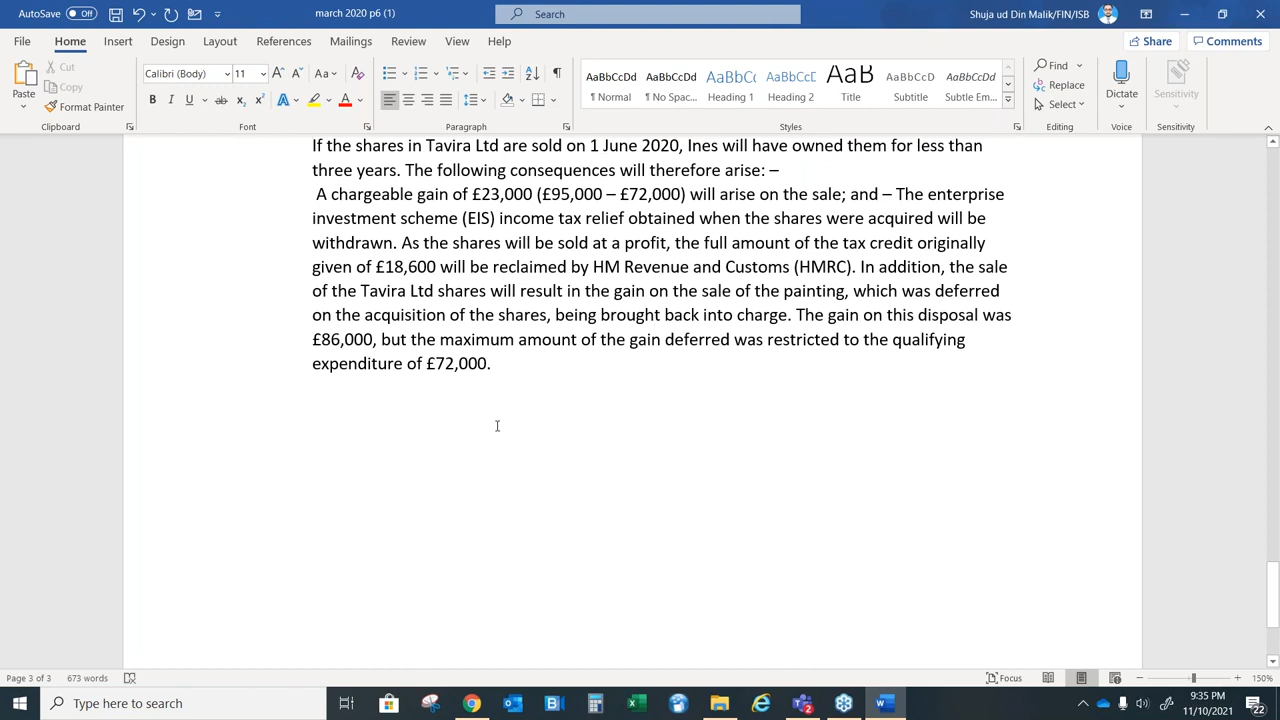 AutoSave Off march 2020 p6 (1) Search Shuja ud Din Malik/FIN/ISB
File Home Insert Design Layout References Mailings Review View Help Share Comments
Paste Cut Copy Format Painter
Calibri (Body) 11
AaBbCcDd AaBbCcDd AaBbCc AaBbCcE AaB AaBbCcD AaBbCcDd
¶ Normal ¶ No Spac... Heading 1 Heading 2 Title Subtitle Subtle Em...
Find Replace Select Dictate Sensitivity
Clipboard Font Paragraph Styles Editing Voice Sensitivity
If the shares in Tavira Ltd are sold on 1 June 2020, Ines will have owned them for less than
three years. The following consequences will therefore arise: –
A chargeable gain of £23,000 (£95,000 – £72,000) will arise on the sale; and – The enterprise
investment scheme (EIS) income tax relief obtained when the shares were acquired will be
withdrawn. As the shares will be sold at a profit, the full amount of the tax credit originally
given of £18,600 will be reclaimed by HM Revenue and Customs (HMRC). In addition, the sale
of the Tavira Ltd shares will result in the gain on the sale of the painting, which was deferred
on the acquisition of the shares, being brought back into charge. The gain on this disposal was
£86,000, but the maximum amount of the gain deferred was restricted to the qualifying
expenditure of £72,000.
Page 3 of 3 673 words Focus 150%
Type here to search 9:35 PM
11/10/2021 22